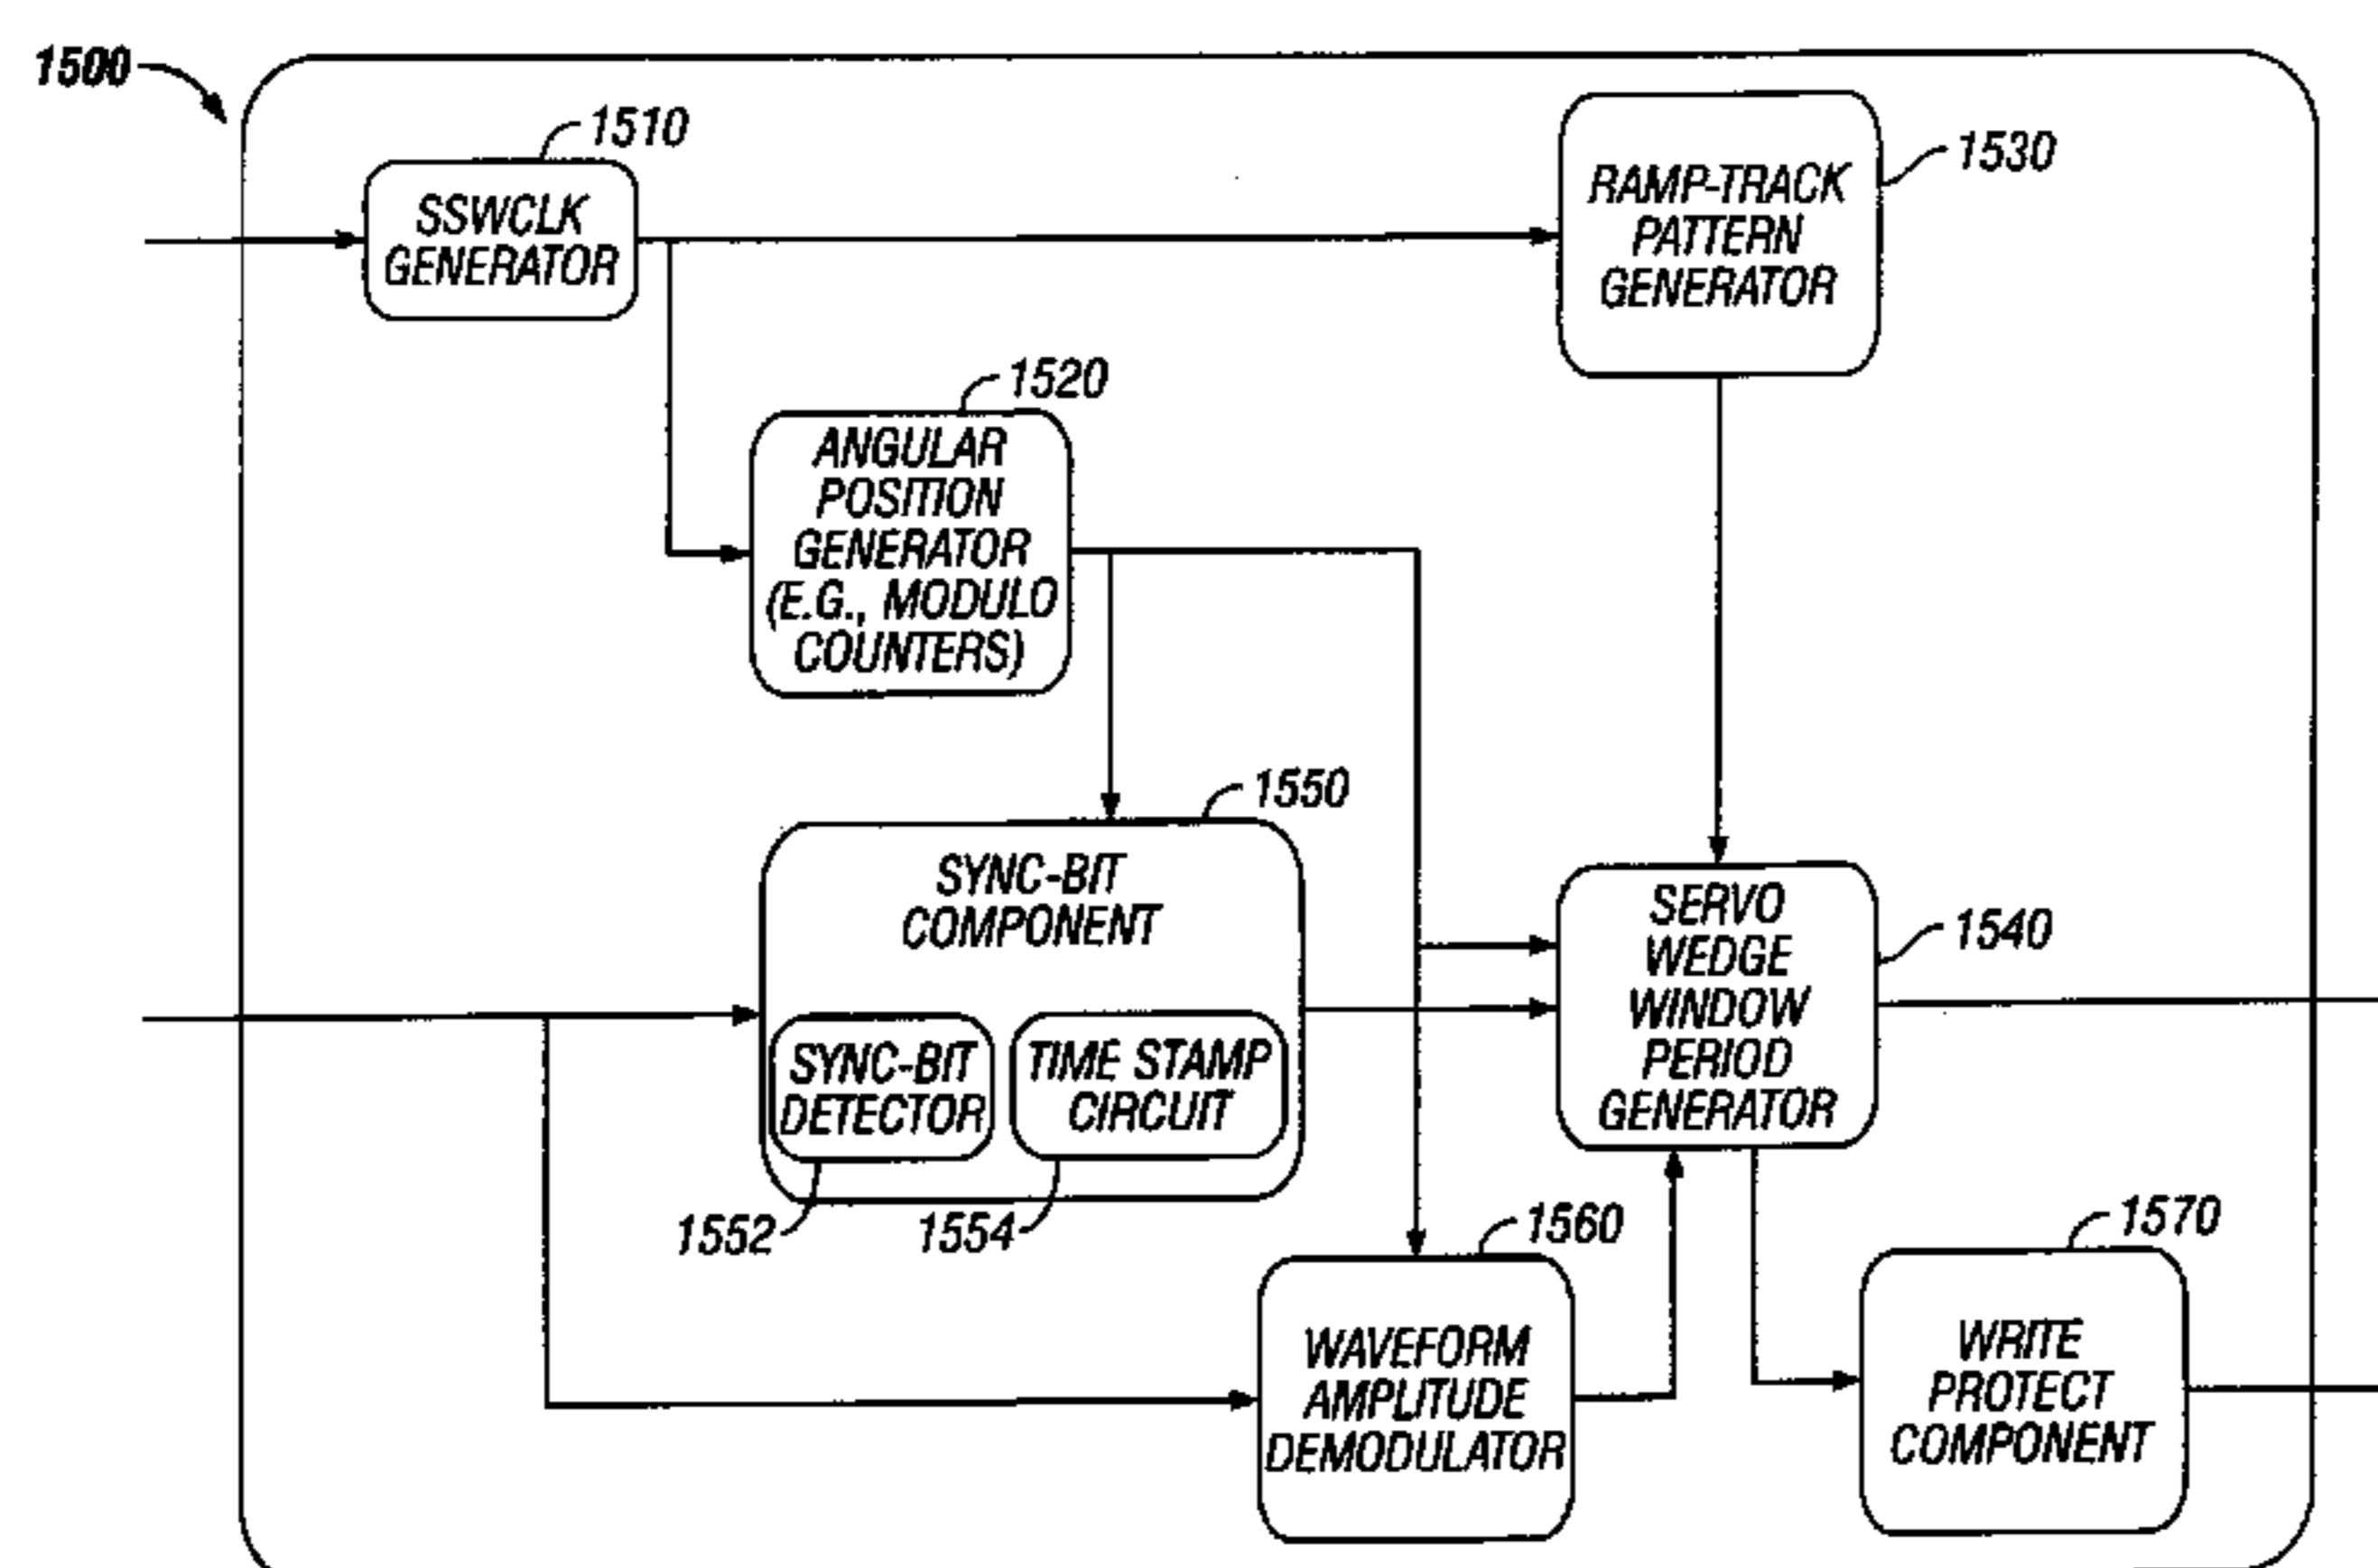 1500
1510
SSWCLK
GENERATOR
1530
RAMP-TRACK
PATTERN
GENERATOR
1520
ANGULAR
POSITION
GENERATOR
(E.G., MODULO
COUNTERS)
1550
SYNC-BIT
COMPONENT
SYNC-BIT
DETECTOR
TIME STAMP
CIRCUIT
1552
1554
1540
SERVO
WEDGE
WINDOW
PERIOD
GENERATOR
1560
WAVEFORM
AMPLITUDE
DEMODULATOR
1570
WRITE
PROTECT
COMPONENT